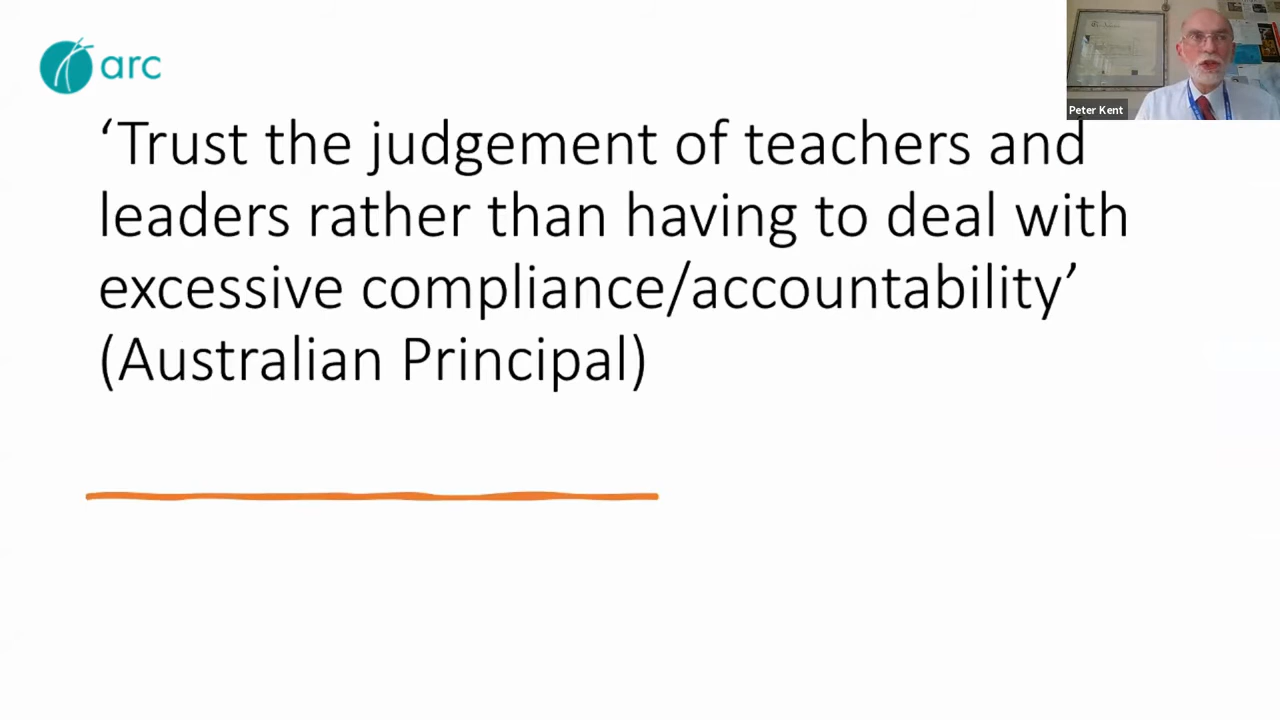 arc
Peter Kent
‘Trust the judgement of teachers and
leaders rather than having to deal with
excessive compliance/accountability’
(Australian Principal)